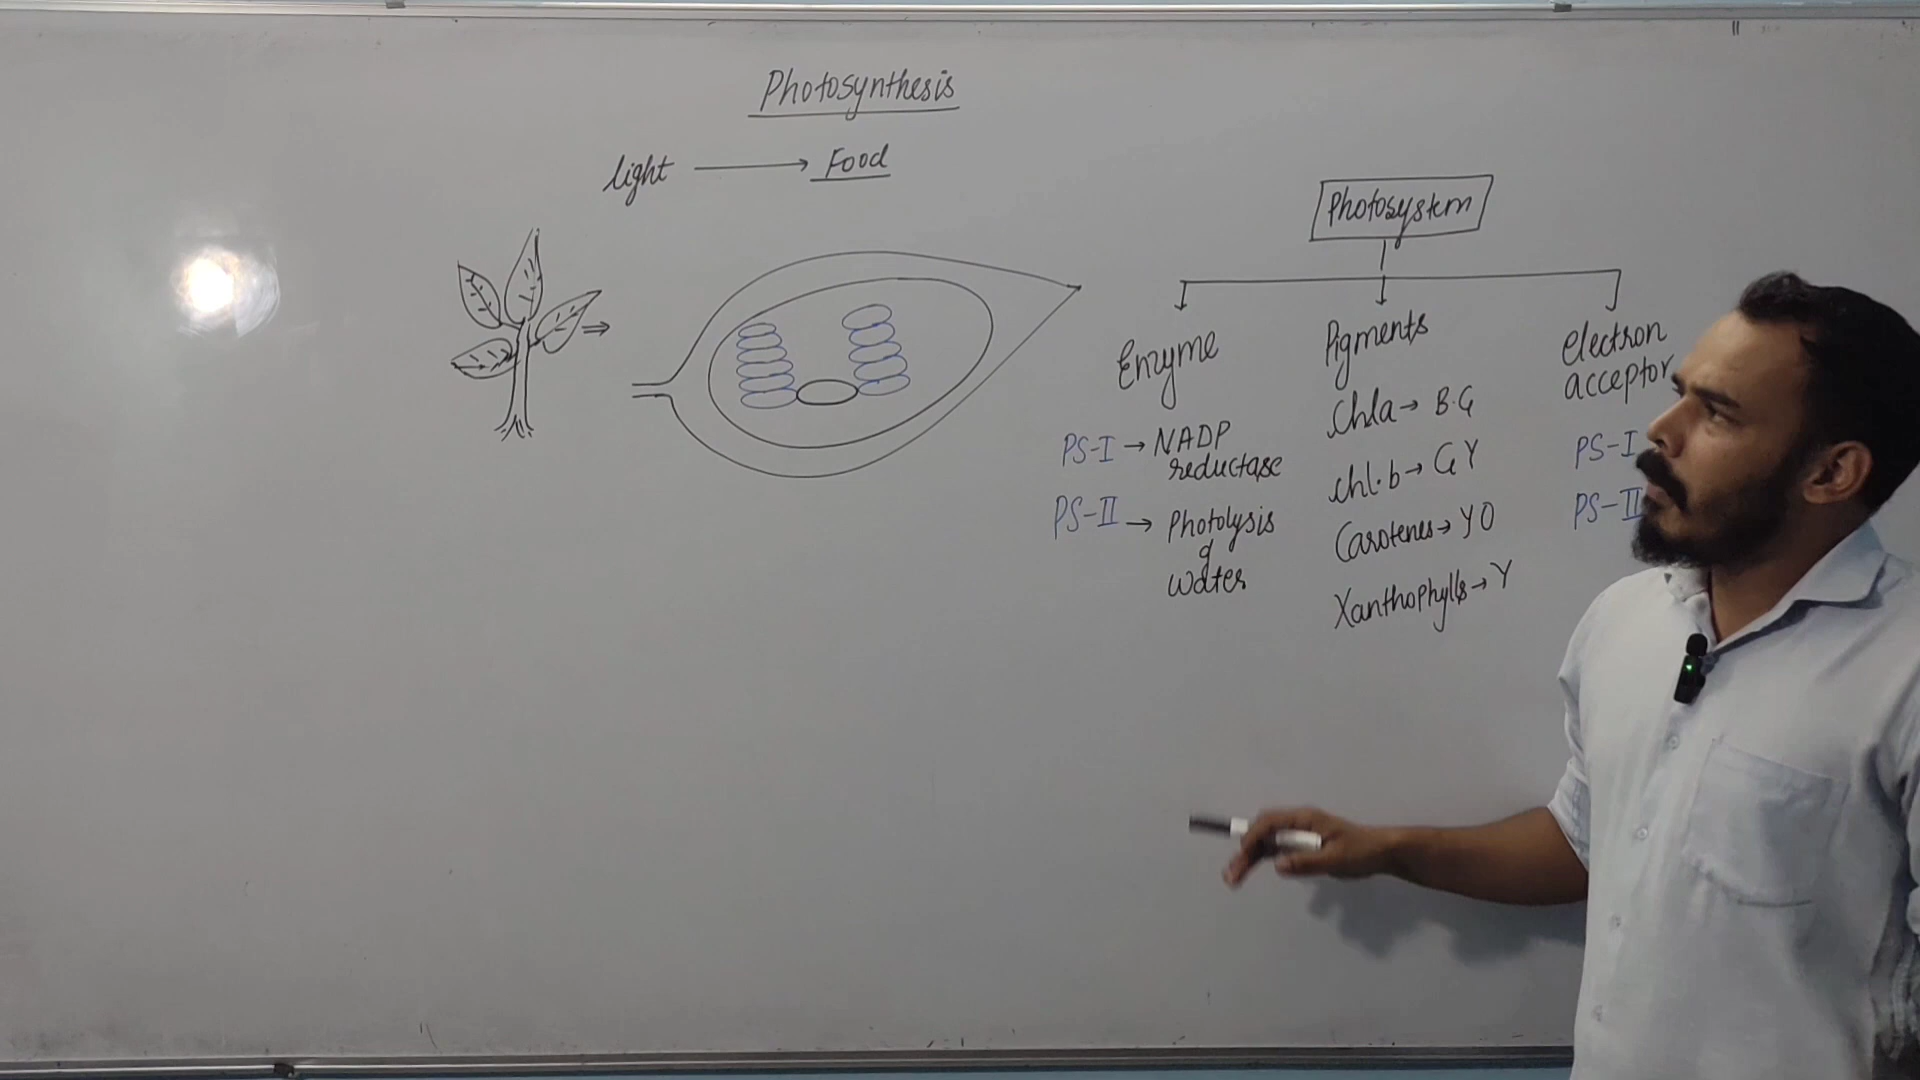 Photosynthesis
light → Food
Photosystem
Enzyme
PS-I → NADP
reductase
PS-II → Photolysis
of
water
Pigments
Chla → B.G
Chl.b → G Y
Carotenes → Y O
Xanthophylls → Y
electron
acceptor
PS-I
PS-II